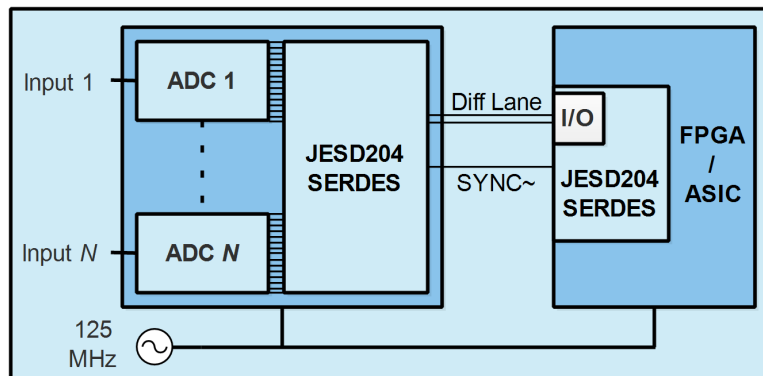 Input 1
ADC 1
JESD204
SERDES
Diff Lane
SYNC~
I/O
JESD204
SERDES
FPGA
/
ASIC
Input N
ADC N
125
MHz